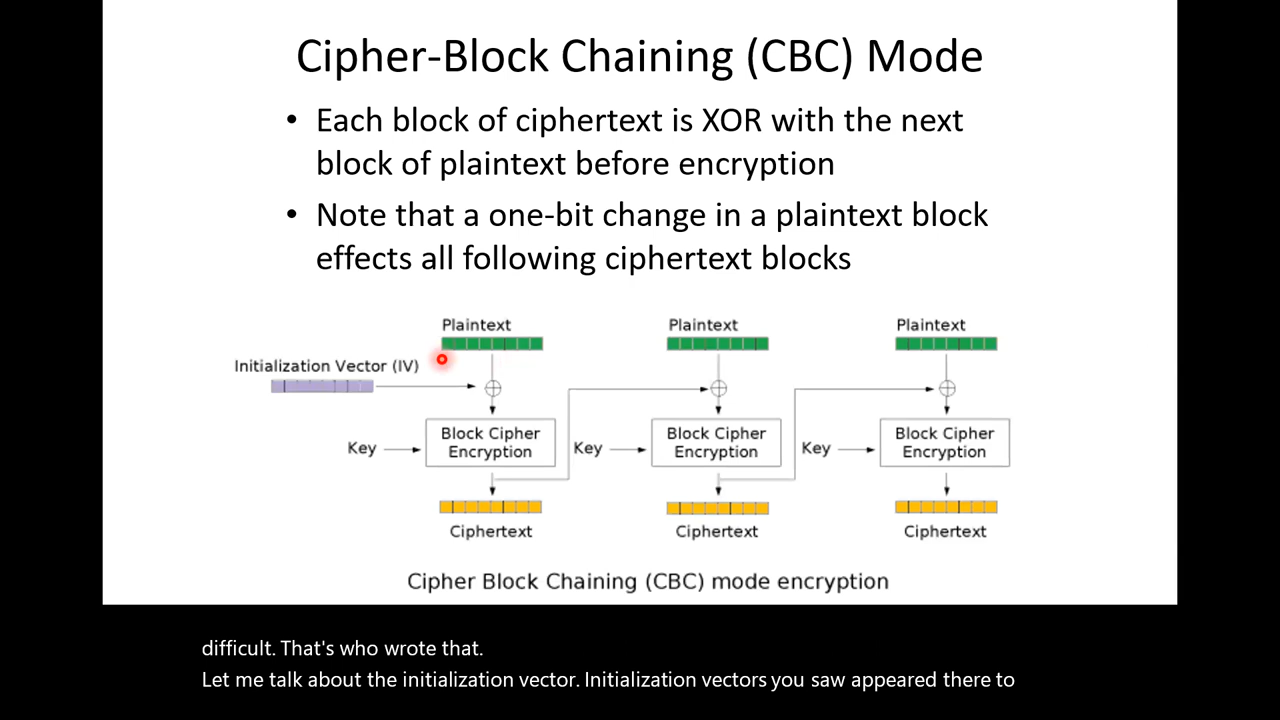 Cipher-Block Chaining (CBC) Mode
• Each block of ciphertext is XOR with the next
block of plaintext before encryption
• Note that a one-bit change in a plaintext block
effects all following ciphertext blocks
Plaintext Plaintext Plaintext
Initialization Vector (IV)
Key Block Cipher Key Block Cipher Key Block Cipher
Encryption Encryption Encryption
Ciphertext Ciphertext Ciphertext
Cipher Block Chaining (CBC) mode encryption
difficult. That's who wrote that.
Let me talk about the initialization vector. Initialization vectors you saw appeared there to